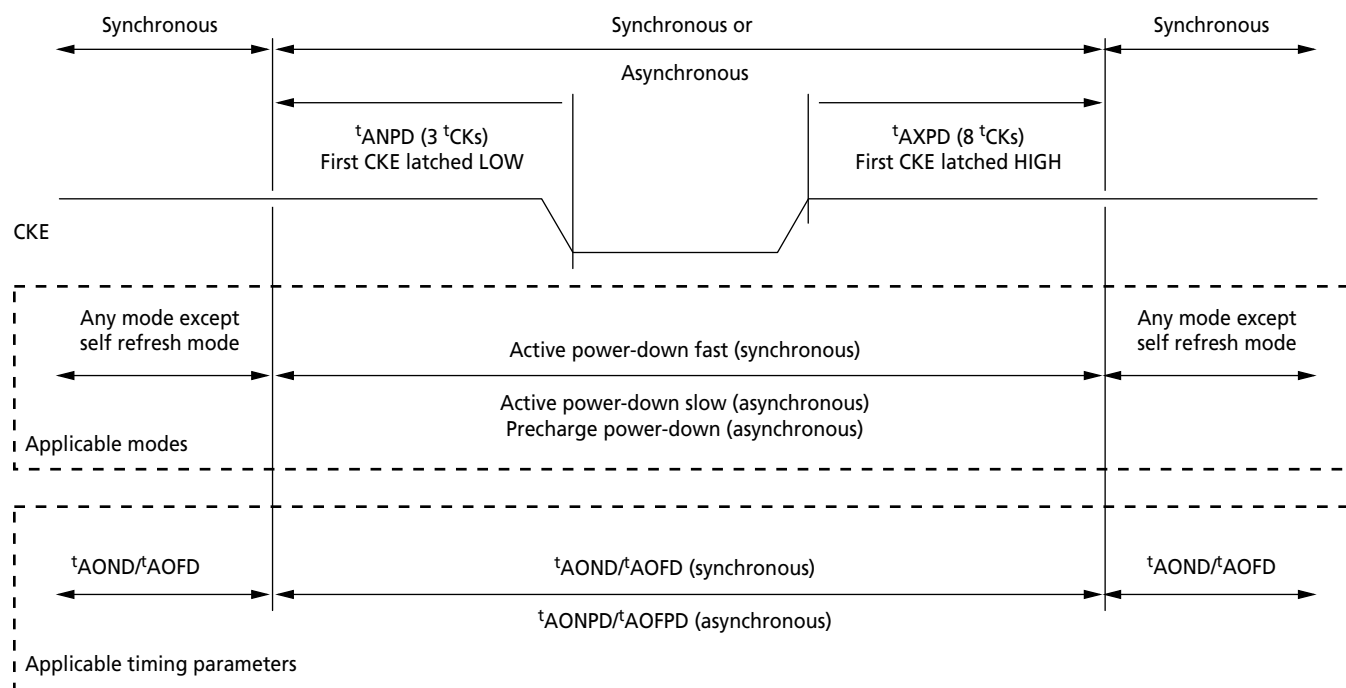 Synchronous
Synchronous or
Asynchronous
Synchronous
tANPD (3 tCKs)
First CKE latched LOW
tAXPD (8 tCKs)
First CKE latched HIGH
CKE
Any mode except
self refresh mode
Active power-down fast (synchronous)
Any mode except
self refresh mode
Active power-down slow (asynchronous)
Precharge power-down (asynchronous)
Applicable modes
tAOND/tAOFD
tAOND/tAOFD (synchronous)
tAOND/tAOFD
tAONPD/tAOFPD (asynchronous)
Applicable timing parameters